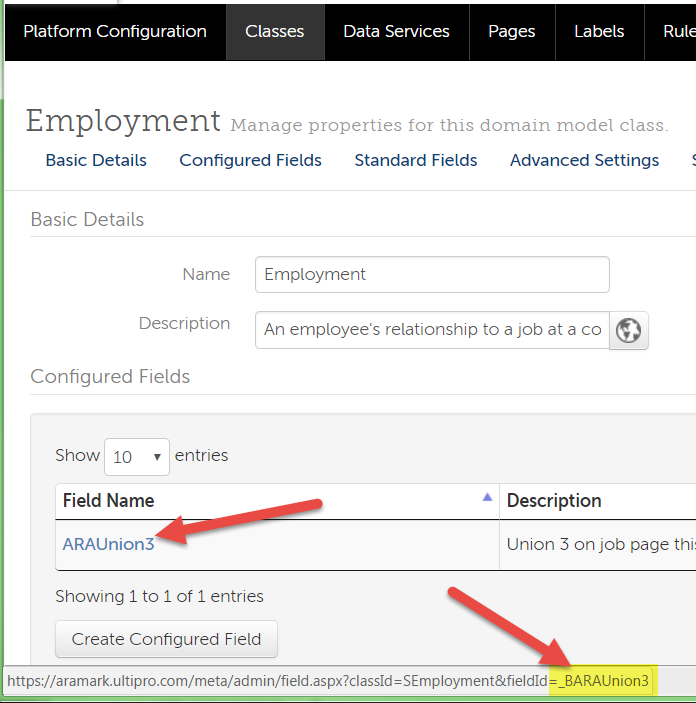 Platform Configuration Classes Data Services Pages Labels Rule
Employment Manage properties for this domain model class.
Basic Details Configured Fields Standard Fields Advanced Settings S
Basic Details
Name Employment
Description An employee's relationship to a job at a co
Configured Fields
Show 10 entries
Field Name Description
ARAUnion3 Union 3 on job page this
Showing 1 to 1 of 1 entries
Create Configured Field
https://aramark.ultipro.com/meta/admin/field.aspx?classId=SEmployment&fieldId=_BARAUnion3